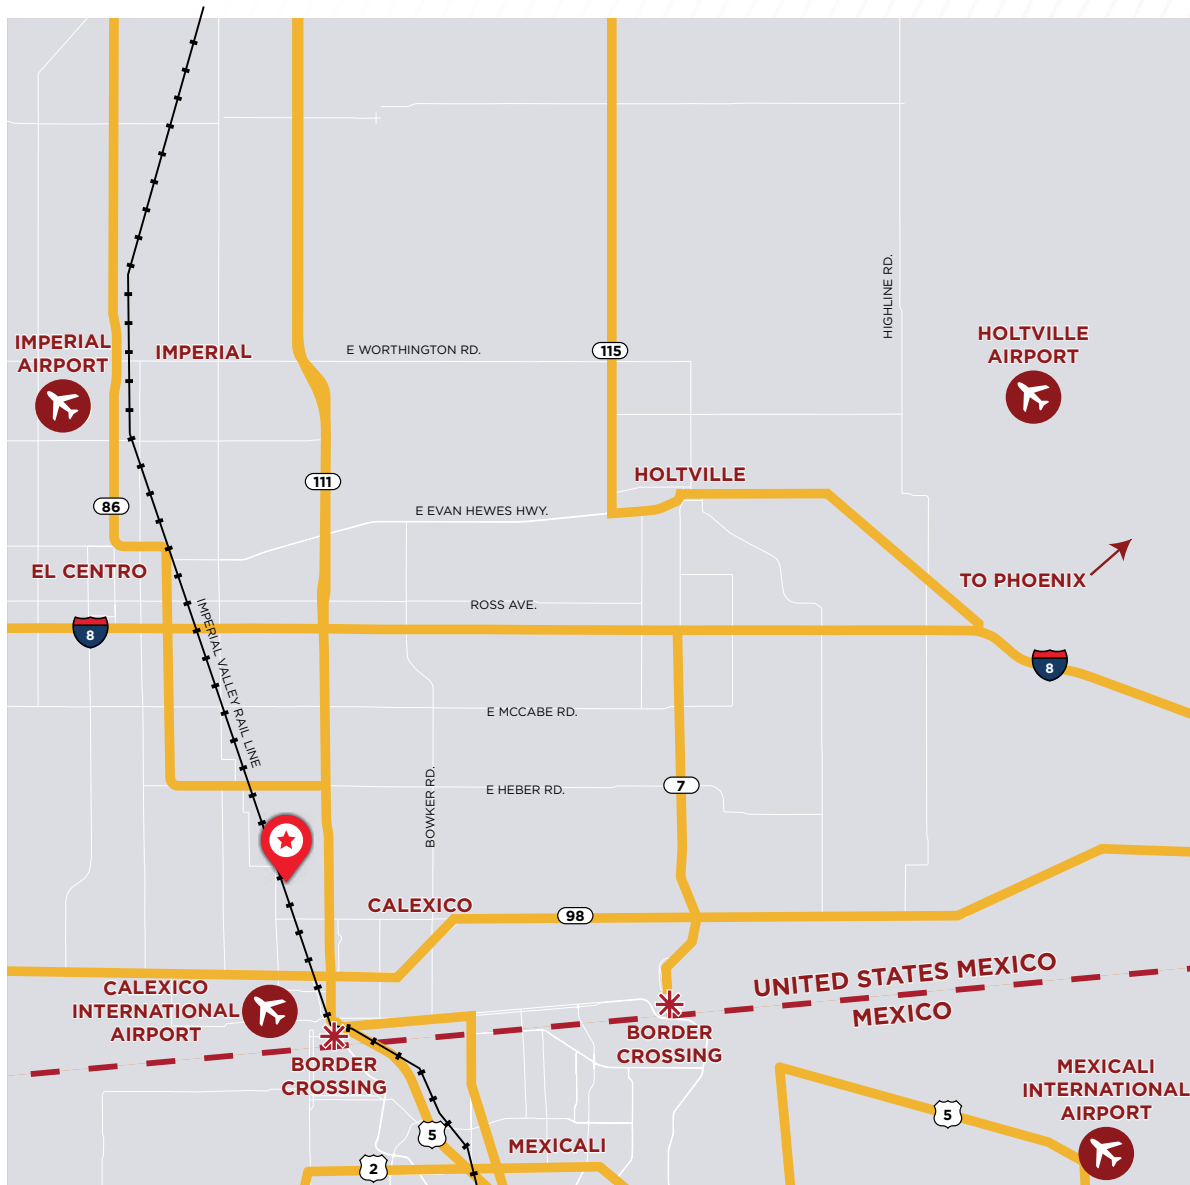 HIGHLINE RD.
IMPERIAL
AIRPORT
IMPERIAL
E WORTHINGTON RD.
115
HOLTVILLE
AIRPORT
HOLTVILLE
111
86
E EVAN HEWES HWY.
EL CENTRO
TO PHOENIX
ROSS AVE.
8
IMPERIAL VALLEY RAIL LINE
8
E MCCABE RD.
BOWKER RD.
E HEBER RD.
7
CALEXICO
98
UNITED STATES MEXICO
MEXICO
CALEXICO
INTERNATIONAL
AIRPORT
BORDER
CROSSING
BORDER
CROSSING
MEXICALI
INTERNATIONAL
AIRPORT
5
5
MEXICALI
2